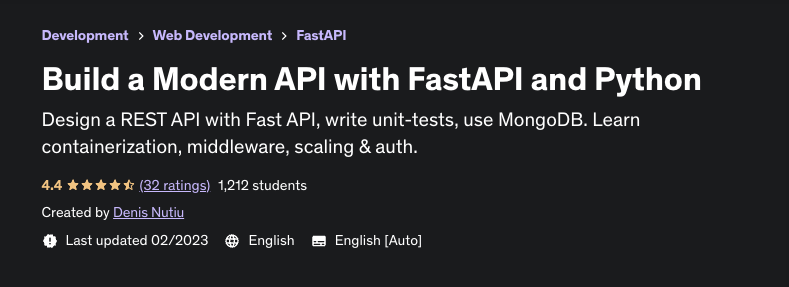 Development > Web Development > FastAPI
Build a Modern API with FastAPI and Python
Design a REST API with Fast API, write unit-tests, use MongoDB. Learn
containerization, middleware, scaling & auth.
4.4 (32 ratings) 1,212 students
Created by Denis Nutiu
Last updated 02/2023 English English [Auto]